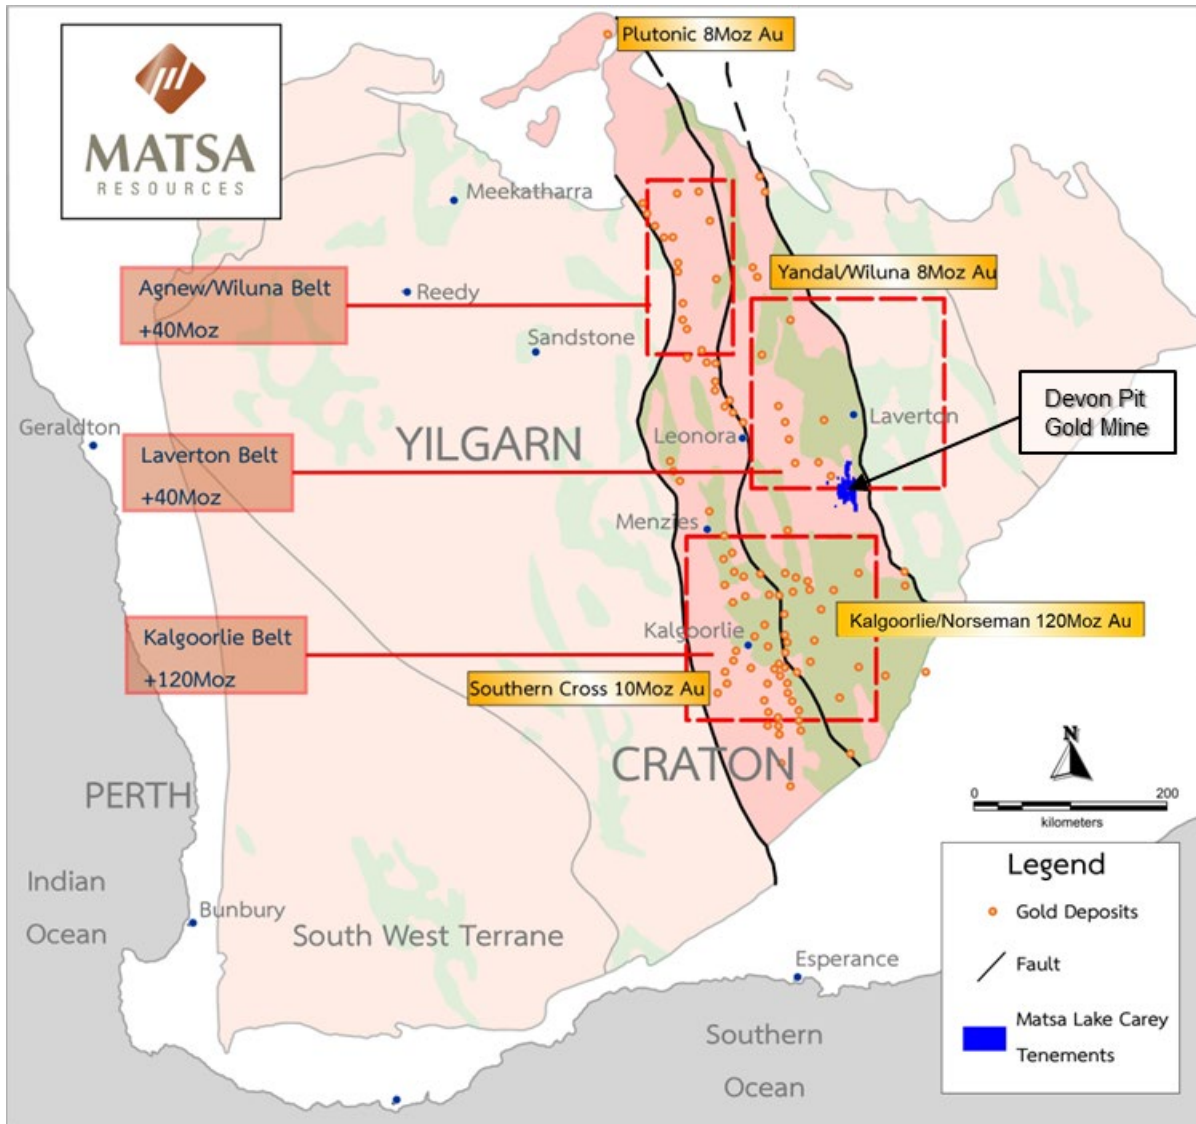 Plutonic 8Moz Au
MATSA
RESOURCES
Meekatharra
Agnew/Wiluna Belt
+40Moz
Reedy
Yandal/Wiluna 8Moz Au
Sandstone
Geraldton
YILGARN
Leonora
Laverton
Devon Pit
Gold Mine
Laverton Belt
+40Moz
Menzies
Kalgoorlie Belt
+120Moz
Kalgoorlie
Kalgoorlie/Norseman 120Moz Au
Southern Cross 10Moz Au
CRATON
PERTH
N
0 200
kilometers
Indian
Ocean
Bunbury
South West Terrane
Esperance
Southern
Ocean
Legend
Gold Deposits
Fault
Matsa Lake Carey
Tenements